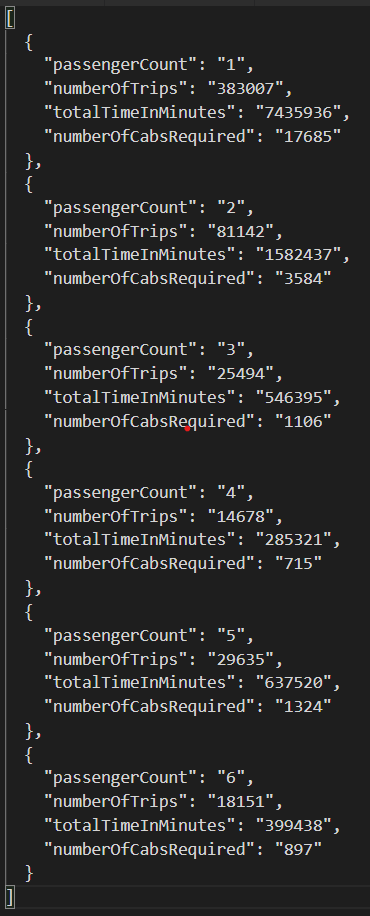 [
{
"passengerCount": "1",
"numberOfTrips": "383007",
"totalTimeInMinutes": "7435936",
"numberOfCabsRequired": "17685"
},
{
"passengerCount": "2",
"numberOfTrips": "81142",
"totalTimeInMinutes": "1582437",
"numberOfCabsRequired": "3584"
},
{
"passengerCount": "3",
"numberOfTrips": "25494",
"totalTimeInMinutes": "546395",
"numberOfCabsRequired": "1106"
},
{
"passengerCount": "4",
"numberOfTrips": "14678",
"totalTimeInMinutes": "285321",
"numberOfCabsRequired": "715"
},
{
"passengerCount": "5",
"numberOfTrips": "29635",
"totalTimeInMinutes": "637520",
"numberOfCabsRequired": "1324"
},
{
"passengerCount": "6",
"numberOfTrips": "18151",
"totalTimeInMinutes": "399438",
"numberOfCabsRequired": "897"
}
]